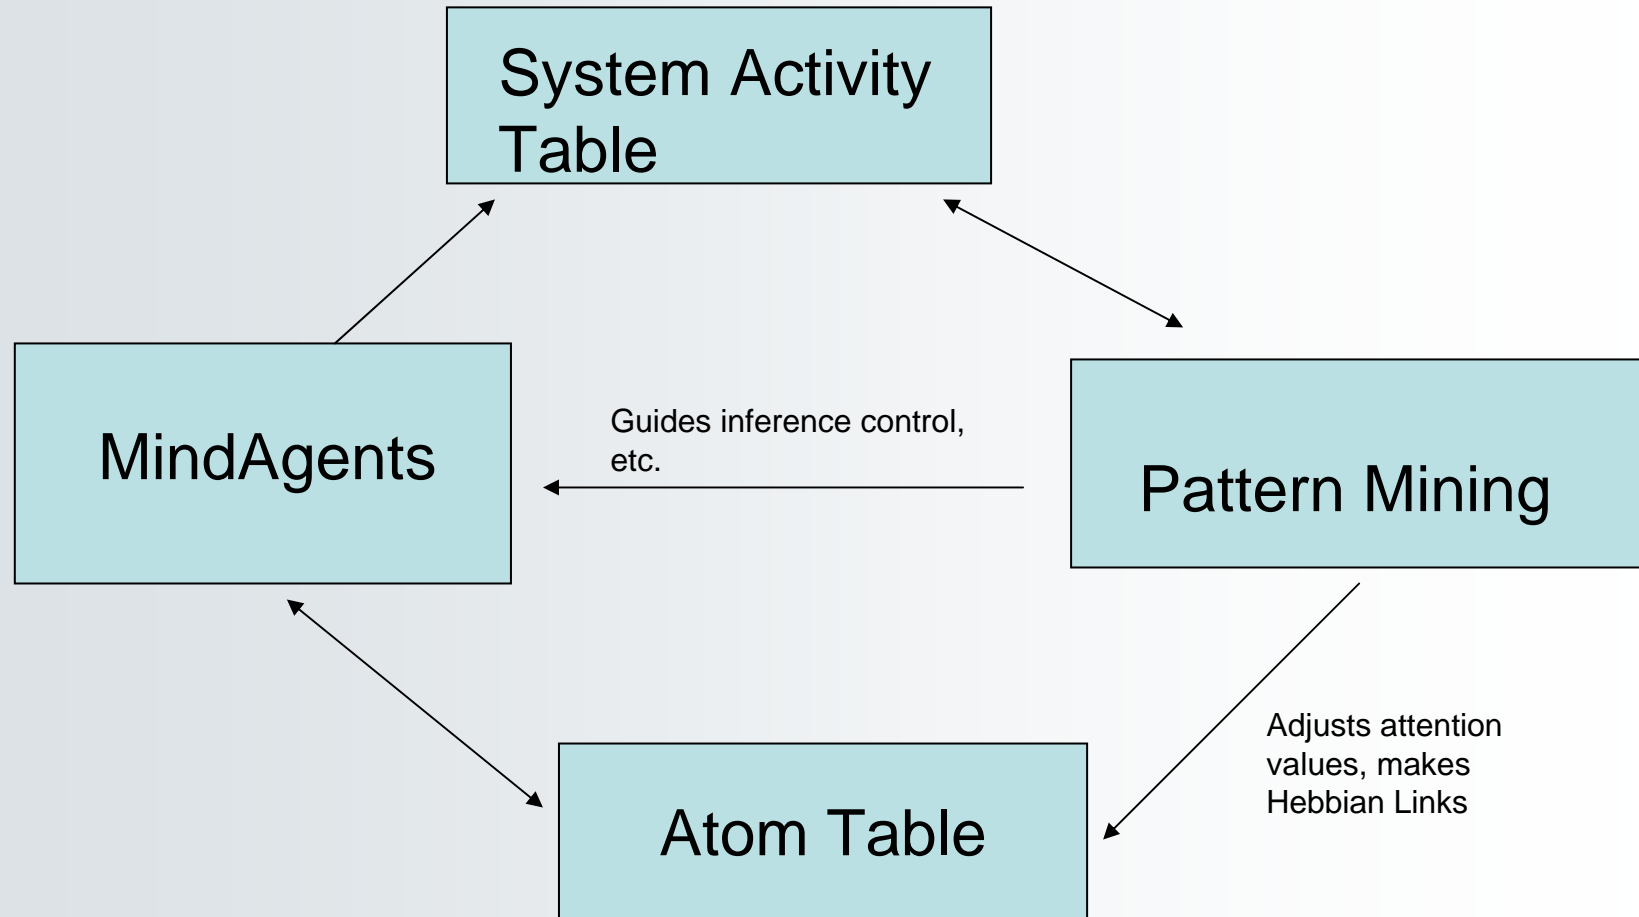 System Activity
Table
MindAgents
Guides inference control,
etc.
Pattern Mining
Adjusts attention
values, makes
Hebbian Links
Atom Table